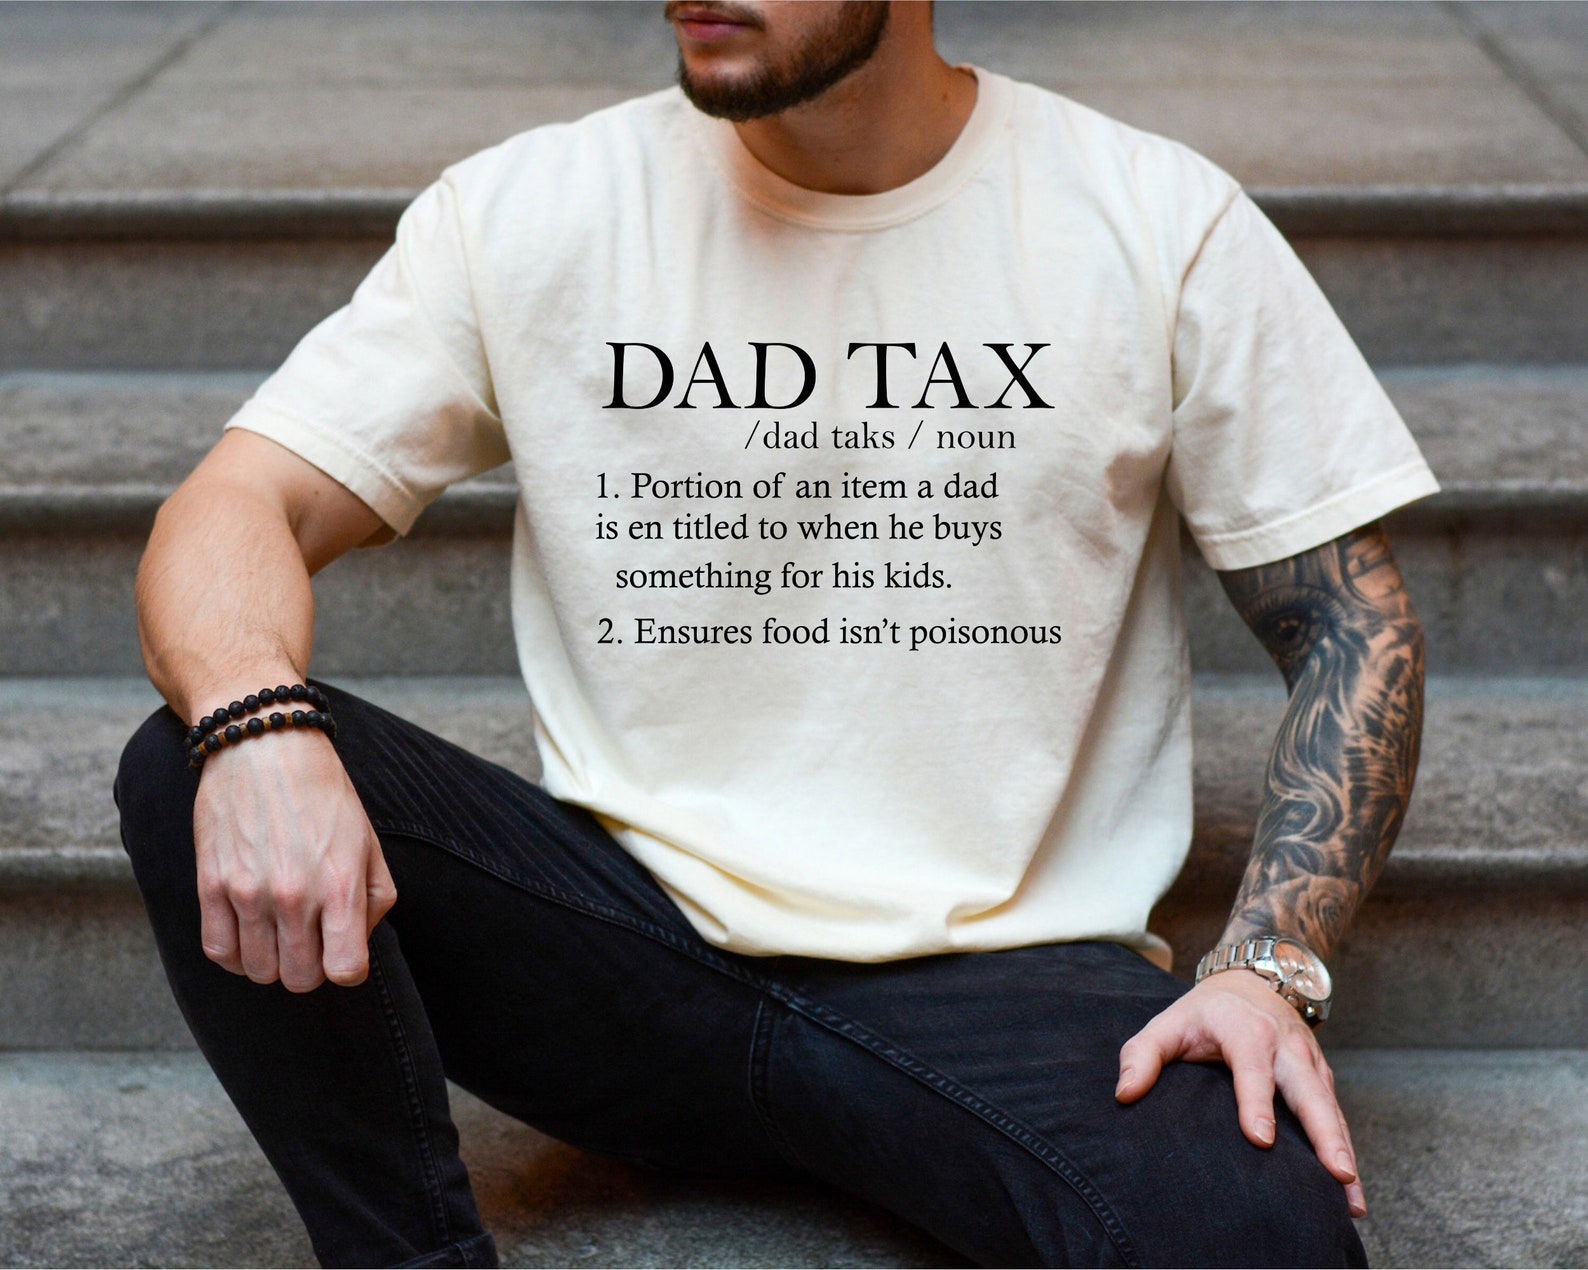 DAD TAX
/dad taks / noun
1. Portion of an item a dad
is en titled to when he buys
something for his kids.
2. Ensures food isn't poisonous